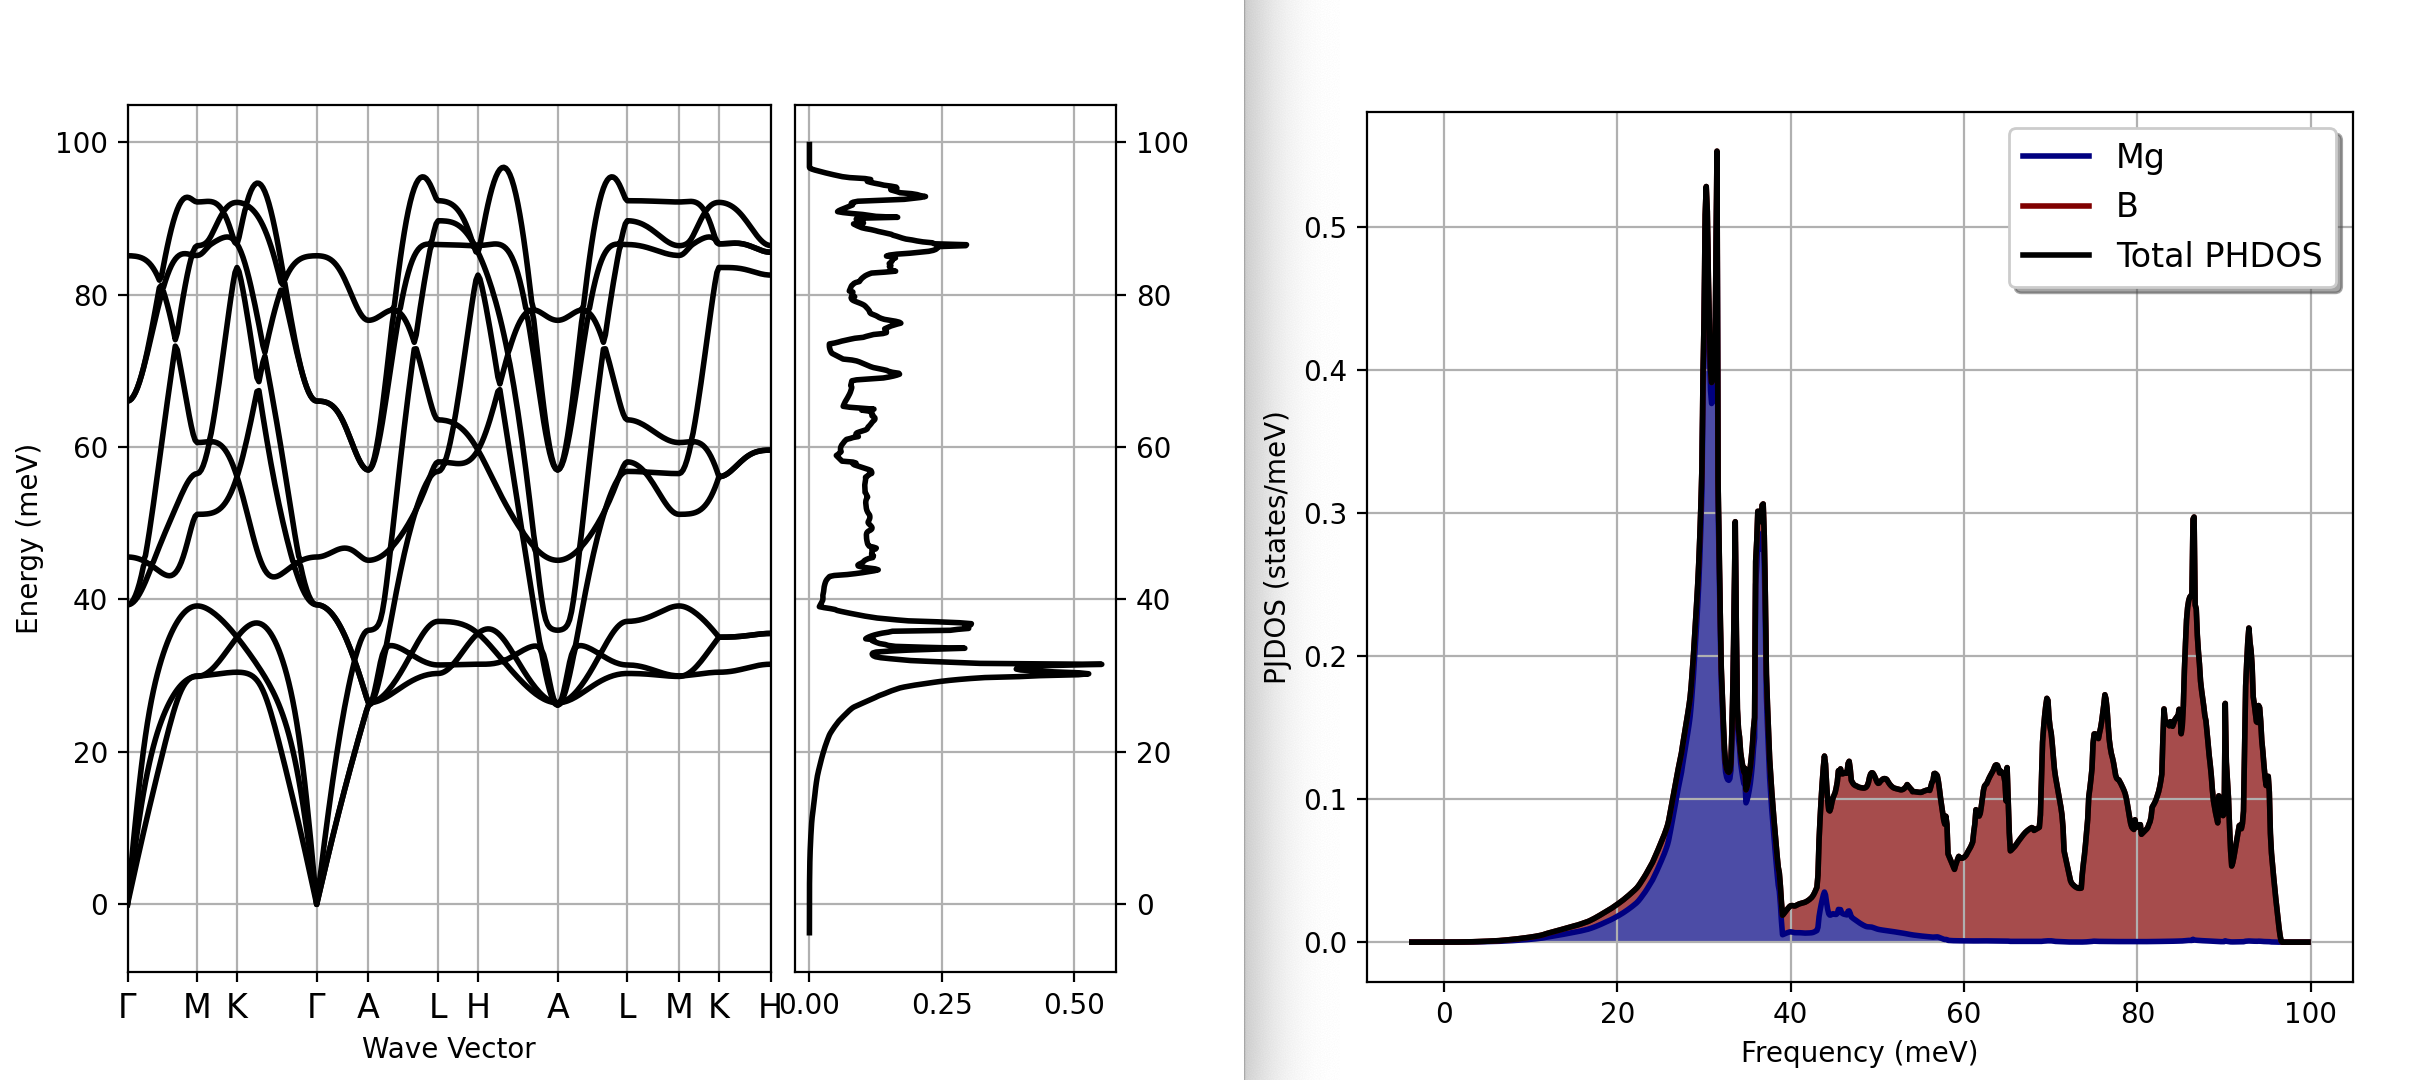 100
80
60
40
20
0
Energy (meV)
Γ M K Γ A L H A L M K H
Wave Vector
100
80
60
40
20
0
0.00 0.25 0.50
Mg
B
Total PHDOS
0.5
0.4
0.3
0.2
0.1
0.0
PJDOS (states/meV)
0 20 40 60 80 100
Frequency (meV)